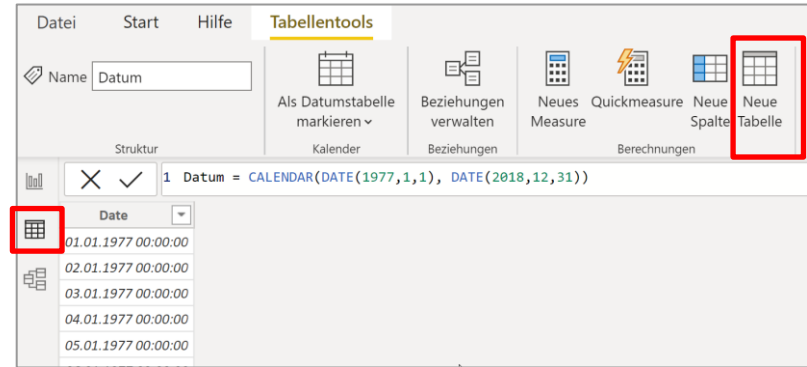 Datei Start Hilfe Tabellentools
Name Datum
Als Datumstabelle markieren
Beziehungen verwalten
Neues Measure
Quickmeasure
Neue Spalte
Neue Tabelle
Struktur Kalender Beziehungen Berechnungen
1 Datum = CALENDAR(DATE(1977,1,1), DATE(2018,12,31))
Date
01.01.1977 00:00:00
02.01.1977 00:00:00
03.01.1977 00:00:00
04.01.1977 00:00:00
05.01.1977 00:00:00